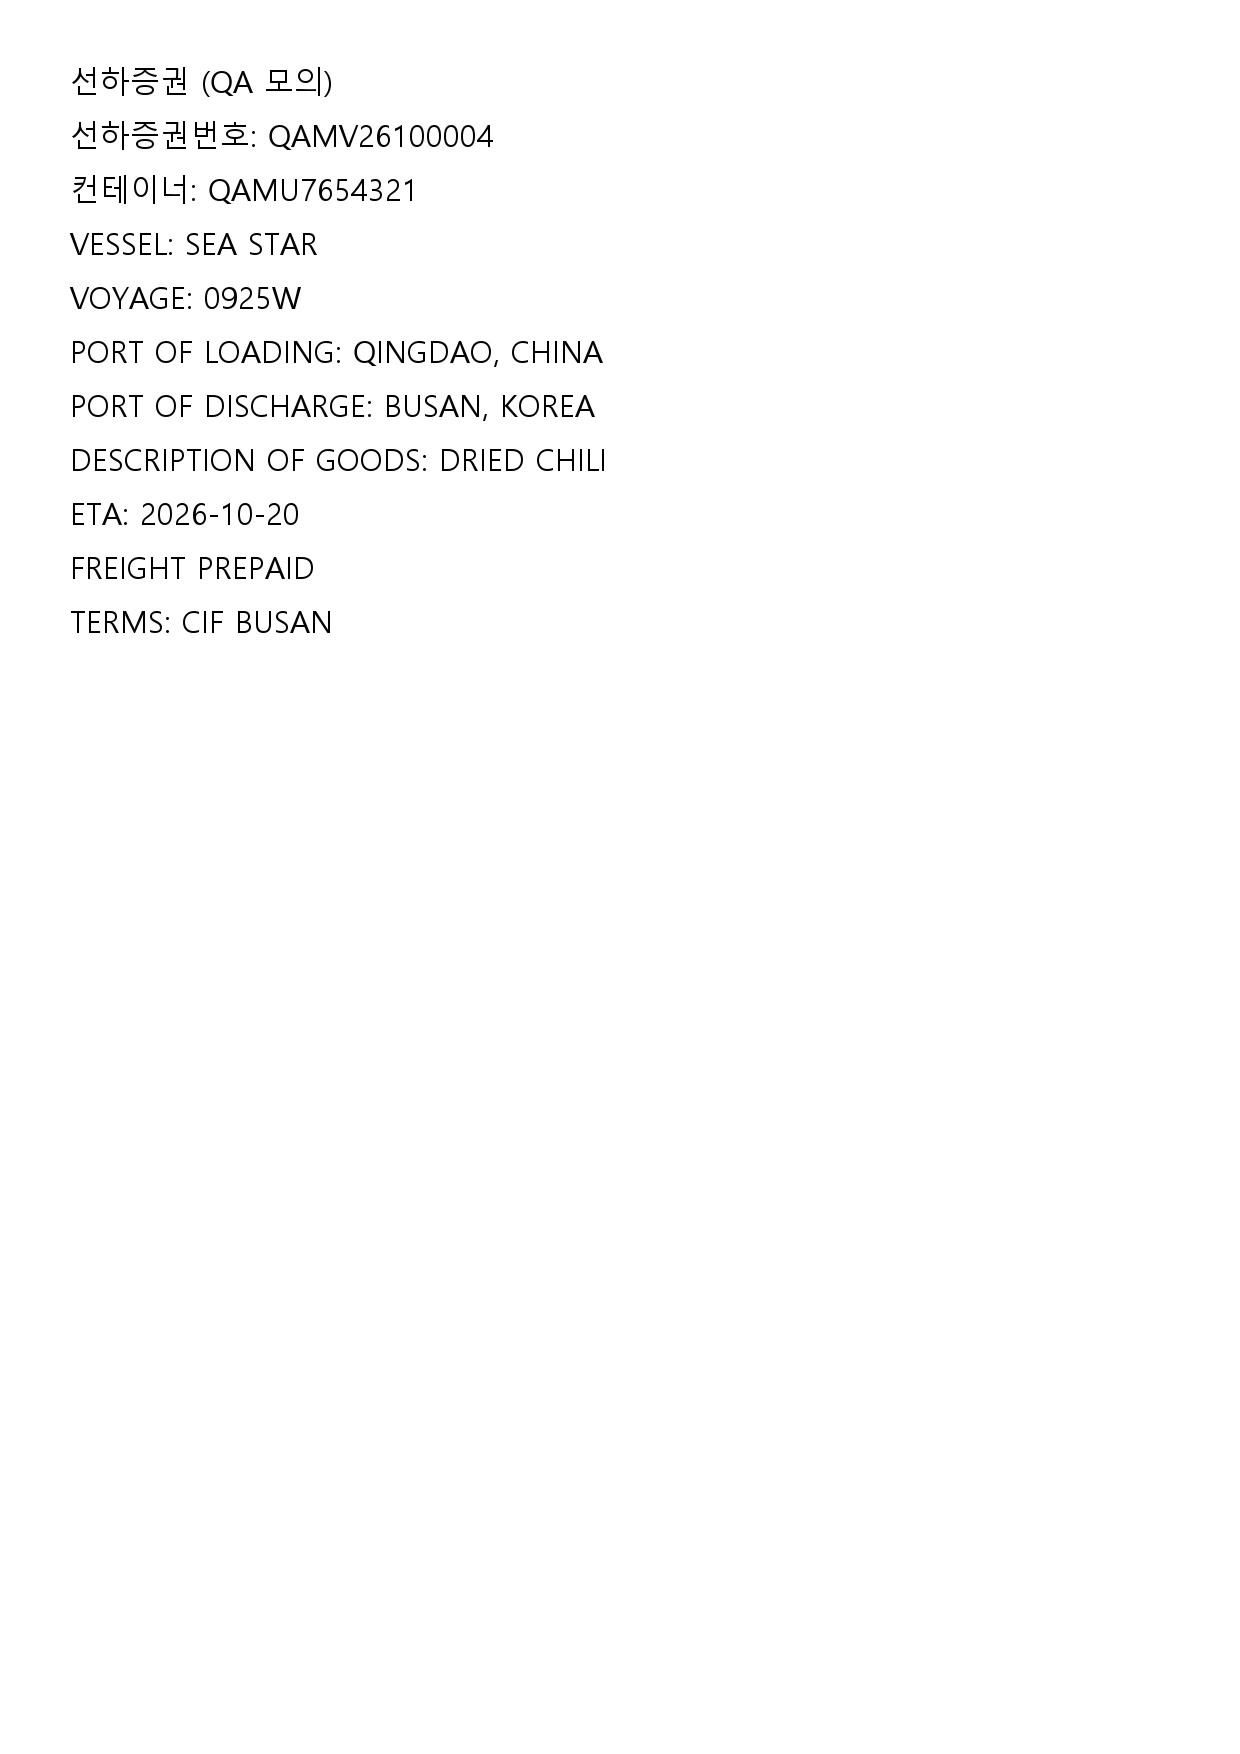 선하증권 (QA 모의)
선하증권번호: QAMV26100004
컨테이너: QAMU7654321
VESSEL: SEA STAR
VOYAGE: 0925W
PORT OF LOADING: QINGDAO, CHINA
PORT OF DISCHARGE: BUSAN, KOREA
DESCRIPTION OF GOODS: DRIED CHILI
ETA: 2026-10-20
FREIGHT PREPAID
TERMS: CIF BUSAN